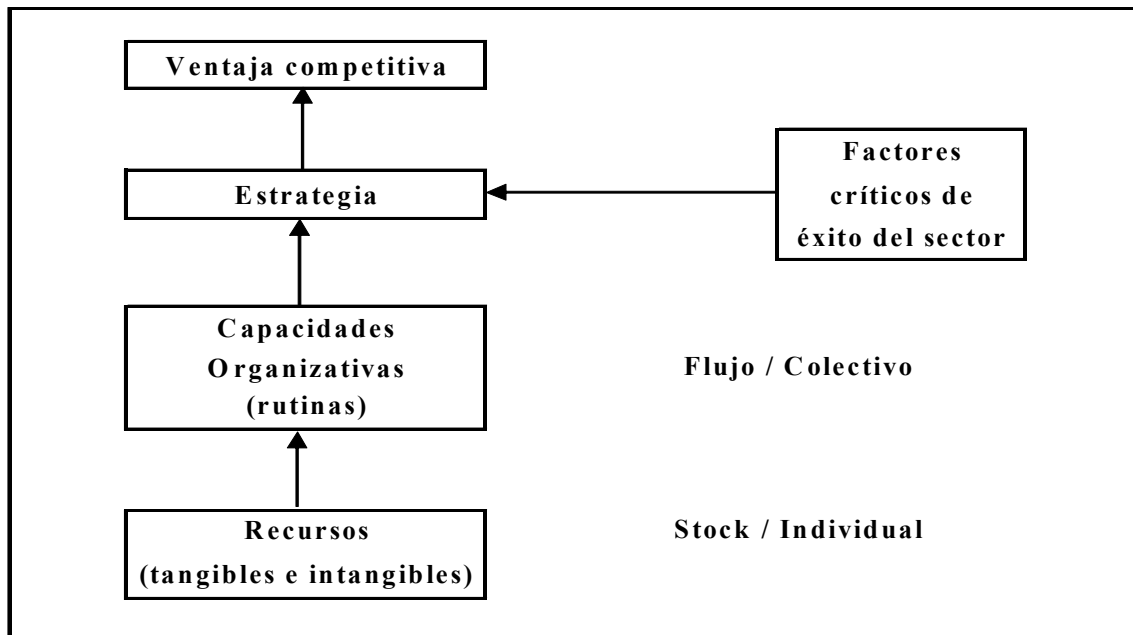 Ventaja competitiva
Factores
críticos de
éxito del sector
Estrategia
Capacidades
Organizativas
(rutinas)
Flujo / Colectivo
Recursos
(tangibles e intangibles)
Stock / Individual